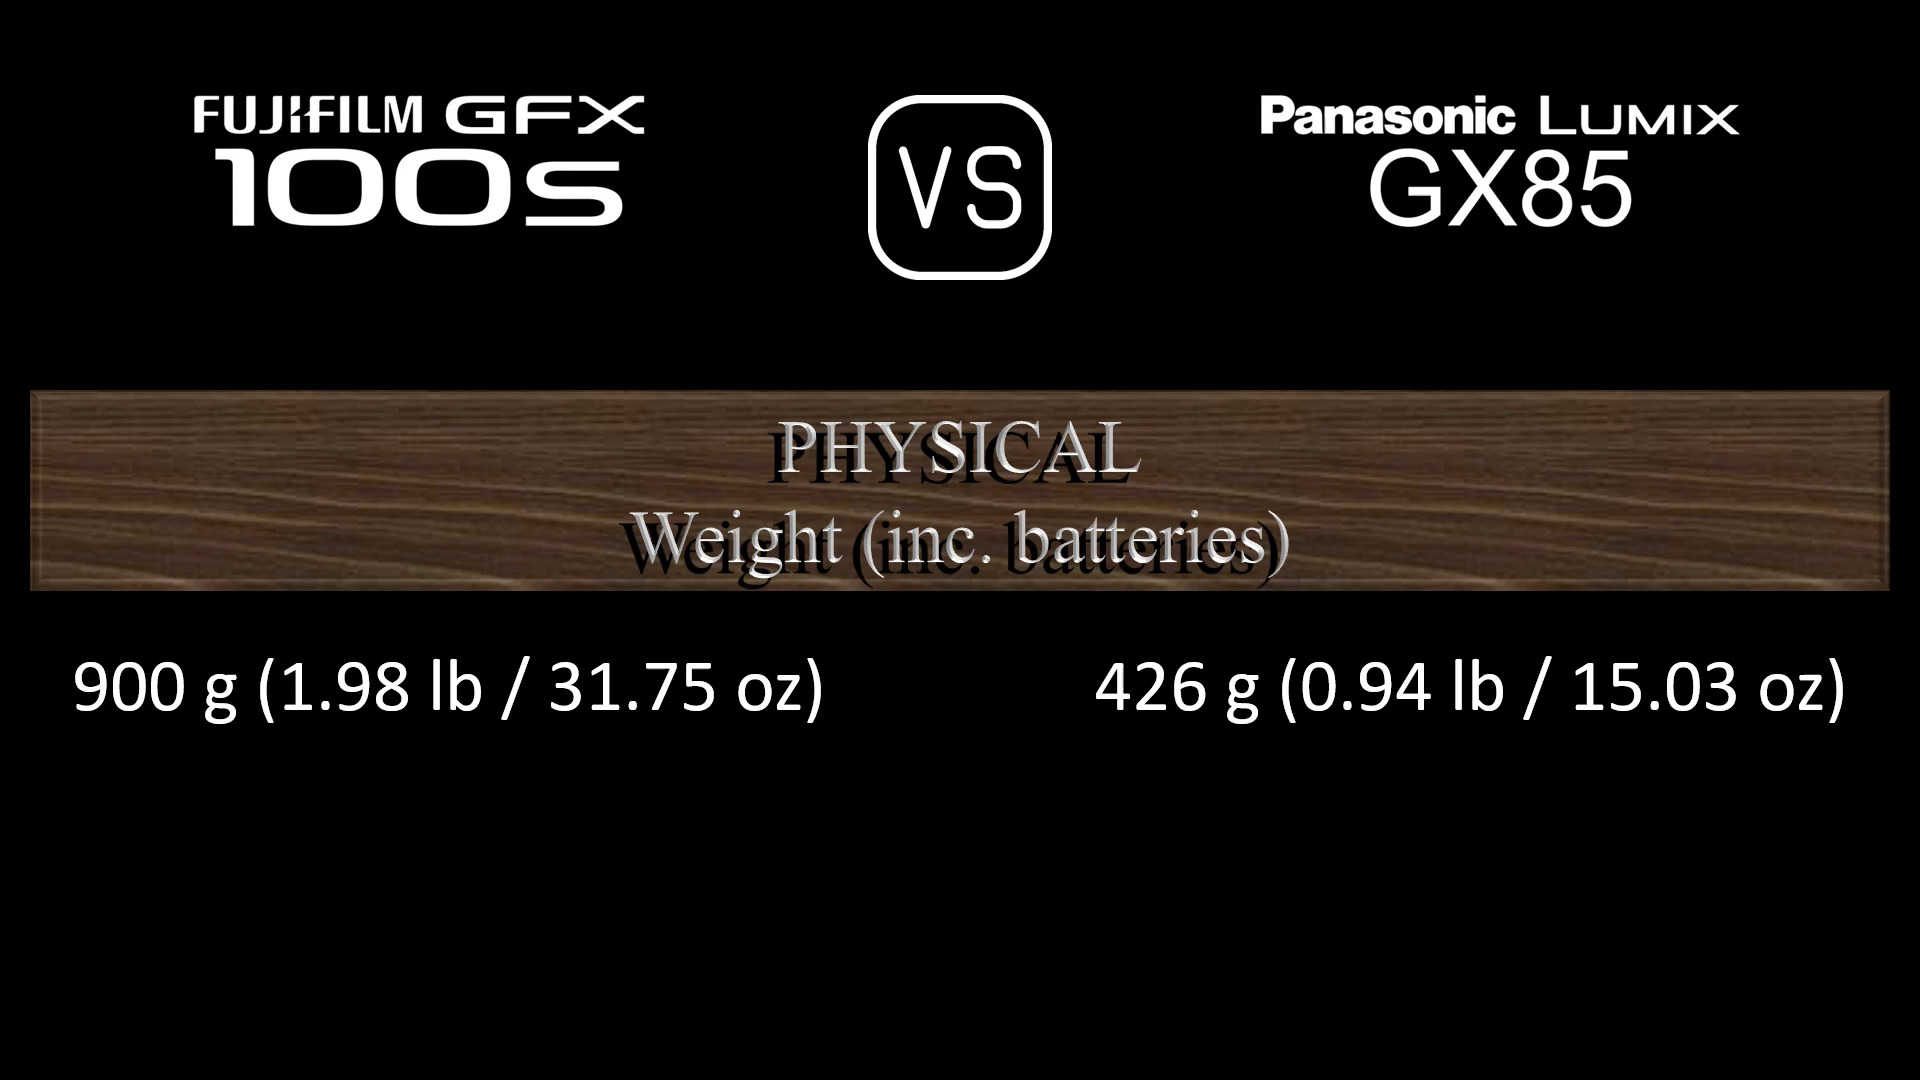 FUJIFILM GFX
100S
VS
Panasonic LUMIX
GX85
PHYSICAL
Weight (inc. batteries)
900 g (1.98 lb / 31.75 oz)
426 g (0.94 lb / 15.03 oz)